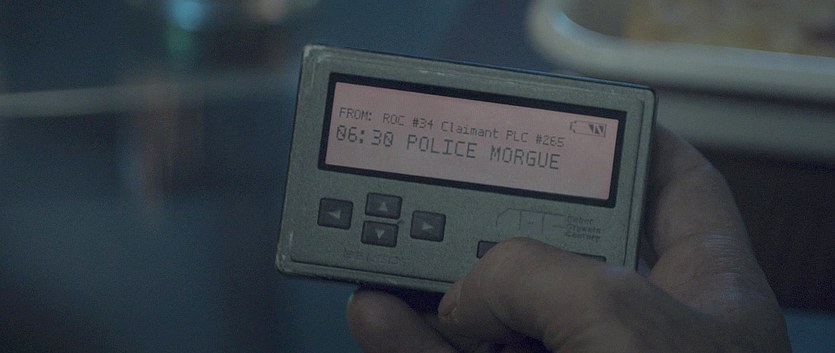 FROM: ROC #34 Claimant PLC #265
06:30 POLICE MORGUE